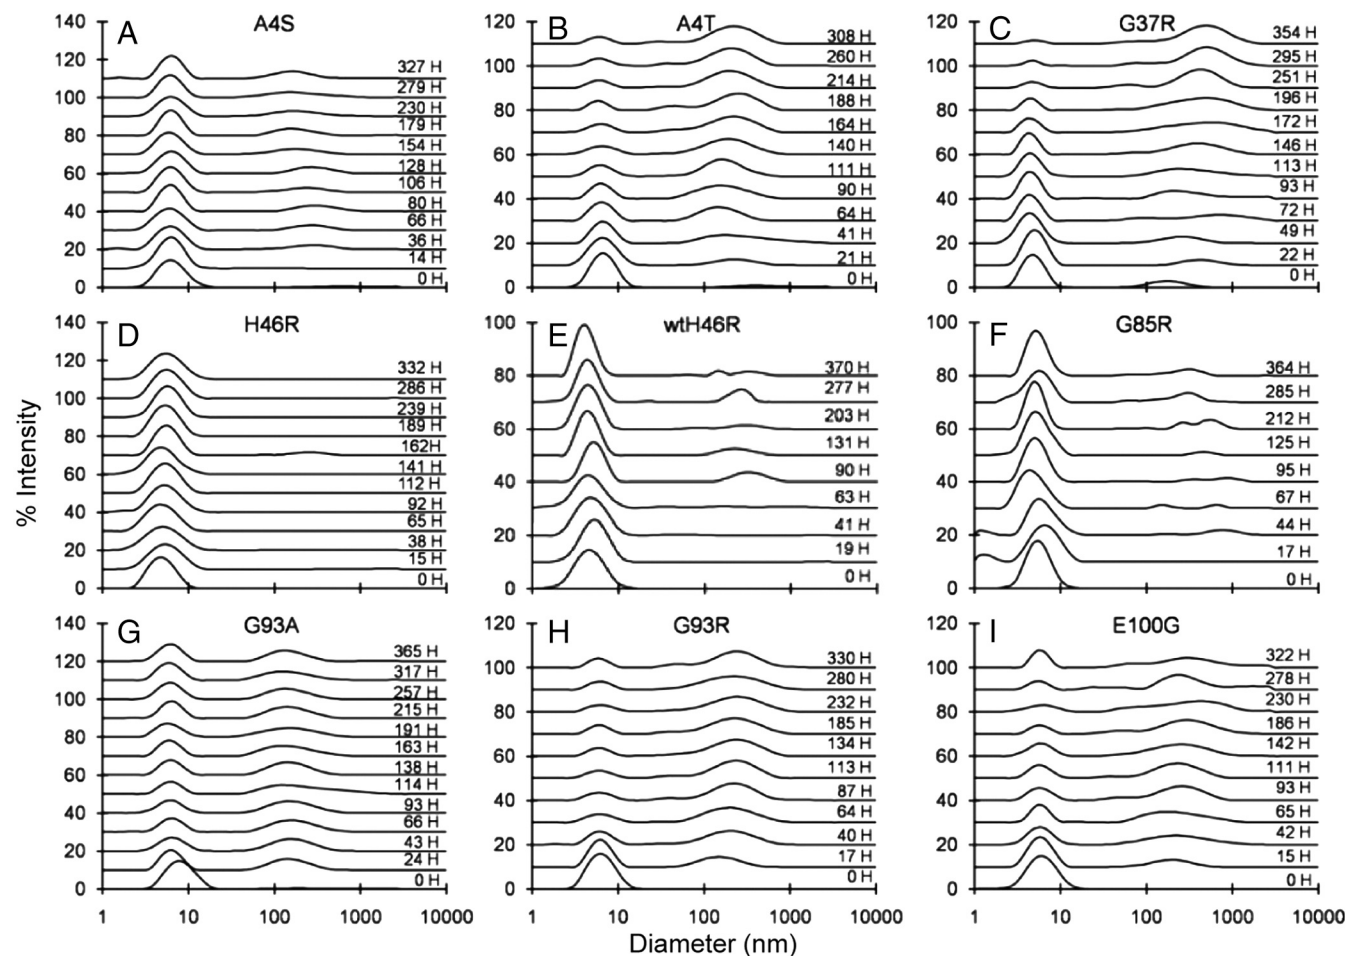 A A4S
140
120
100
80
60
40
20
0
327 H
279 H
230 H
179 H
154 H
128 H
106 H
80 H
66 H
36 H
14 H
0 H
B A4T
120
100
80
60
40
20
0
308 H
260 H
214 H
188 H
164 H
140 H
111 H
90 H
64 H
41 H
21 H
0 H
C G37R
120
100
80
60
40
20
0
354 H
295 H
251 H
196 H
172 H
146 H
113 H
93 H
72 H
49 H
22 H
0 H
% Intensity
D H46R
140
120
100
80
60
40
20
0
332 H
286 H
239 H
189 H
162H
141 H
112 H
92 H
65 H
38 H
15 H
0 H
E wtH46R
100
80
60
40
20
0
370 H
277 H
203 H
131 H
90 H
63 H
41 H
19 H
0 H
F G85R
100
80
60
40
20
0
364 H
285 H
212 H
125 H
95 H
67 H
44 H
17 H
0 H
G G93A
140
120
100
80
60
40
20
0
365 H
317 H
257 H
215 H
191 H
163 H
138 H
114 H
93 H
66 H
43 H
24 H
0 H
1 10 100 1000 10000
H G93R
120
100
80
60
40
20
0
330 H
280 H
232 H
185 H
134 H
113 H
87 H
64 H
40 H
17 H
0 H
1 10 100 1000 10000
I E100G
120
100
80
60
40
20
0
322 H
278 H
230 H
186 H
142 H
111 H
93 H
65 H
42 H
15 H
0 H
1 10 100 1000 10000
Diameter (nm)